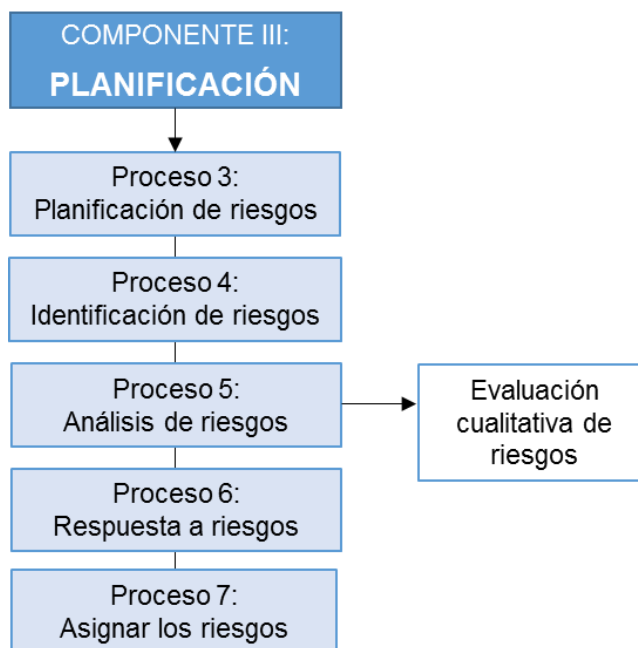 COMPONENTE III:
PLANIFICACIÓN
Proceso 3:
Planificación de riesgos
Proceso 4:
Identificación de riesgos
Proceso 5:
Análisis de riesgos
Evaluación
cualitativa de
riesgos
Proceso 6:
Respuesta a riesgos
Proceso 7:
Asignar los riesgos